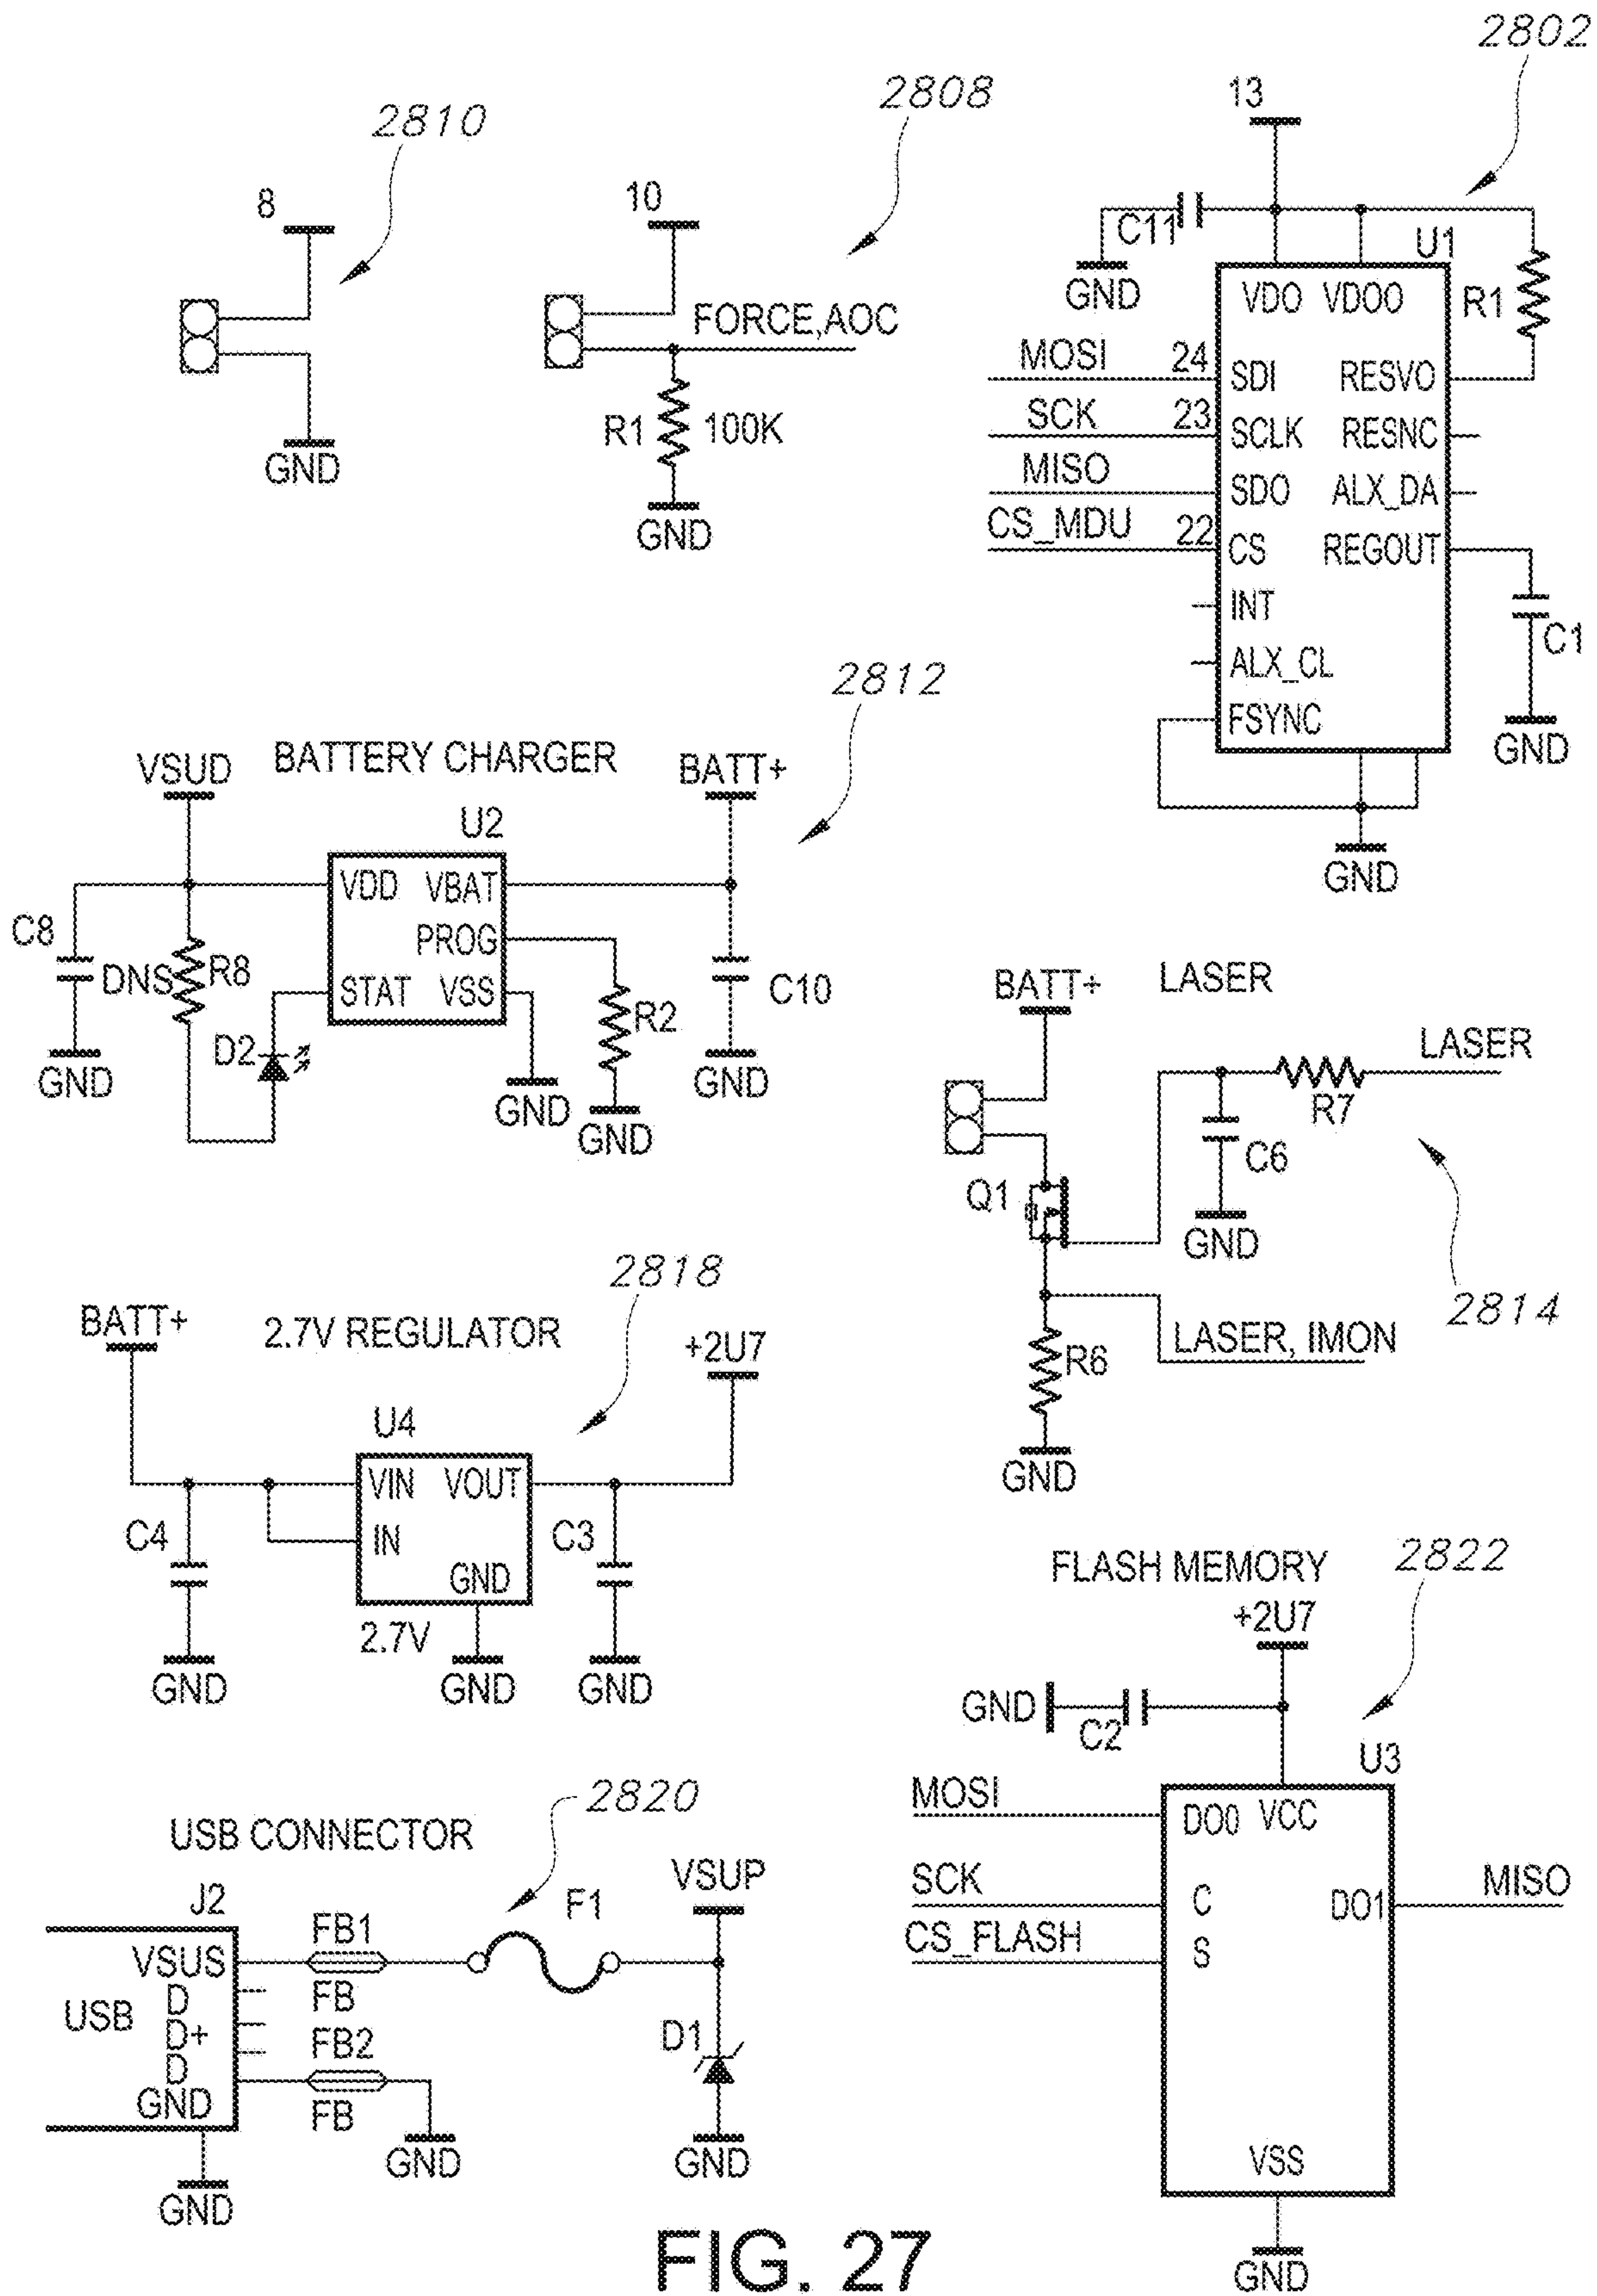 2810
8
GND
2808
10
FORCE,AOC
R1 100K
GND
2802
13
C11
GND
U1
VDO VDOO
R1
MOSI 24 SDI RESVO
SCK 23 SCLK RESNC
MISO SDO ALX_DA
CS_MDU 22 CS REGOUT
INT
ALX_CL
FSYNC
C1
GND
GND
2812
BATTERY CHARGER
VSUD
BATT+
U2
VDD VBAT
PROG
STAT VSS
C8
DNS
R8
D2
R2
C10
GND
GND
GND
GND
LASER
BATT+
LASER
R7
C6
Q1
GND
2814
LASER, IMON
R6
GND
2818
BATT+
2.7V REGULATOR
+2U7
U4
VIN VOUT
IN
GND
C4
C3
2.7V
GND
GND
GND
2822
FLASH MEMORY
+2U7
GND
C2
U3
MOSI
DO0 VCC
SCK
C
DO1
MISO
CS_FLASH
S
VSS
GND
2820
USB CONNECTOR
J2
VSUS
D
USB
D+
D
GND
FB1
FB
FB2
FB
F1
VSUP
D1
GND
GND
GND
FIG. 27